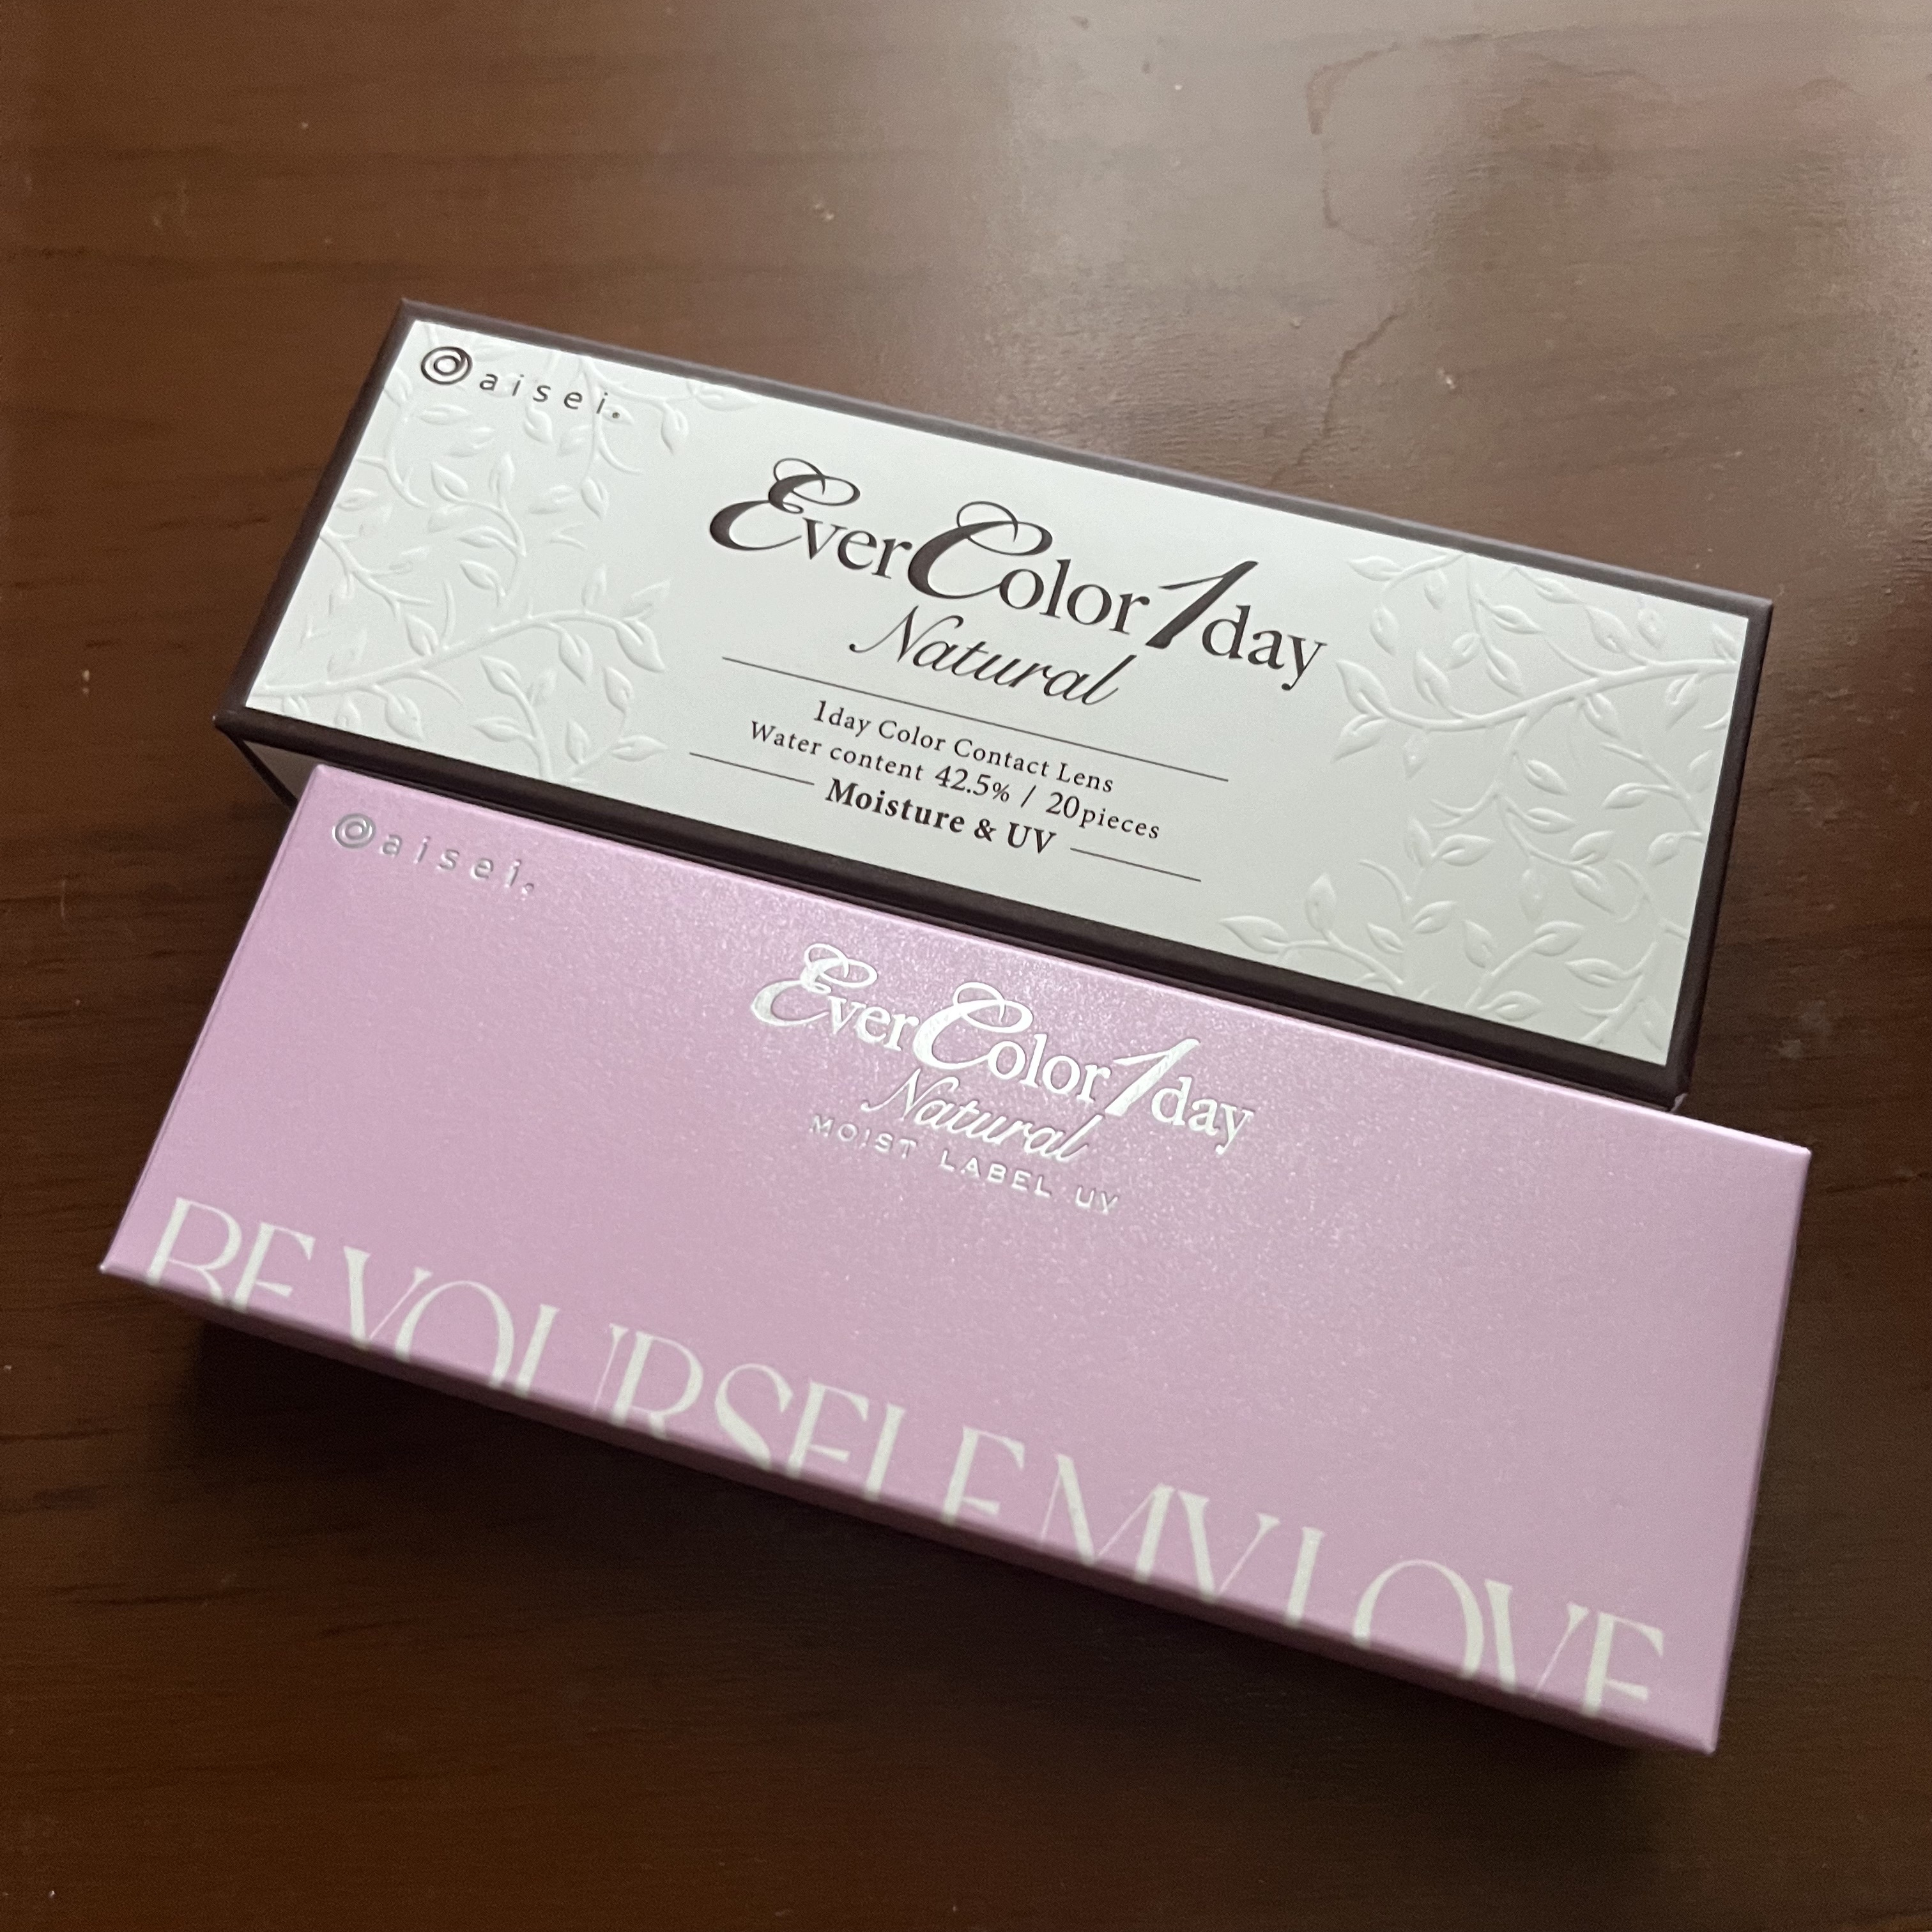 aisei.
EverColor1day
Natural
1day Color Contact Lens
Water content 42.5% / 20pieces
Moisture & UV
aisei.
EverColor1day
Natural
MOIST LABEL UV
BE YOURSELF MY LOVE